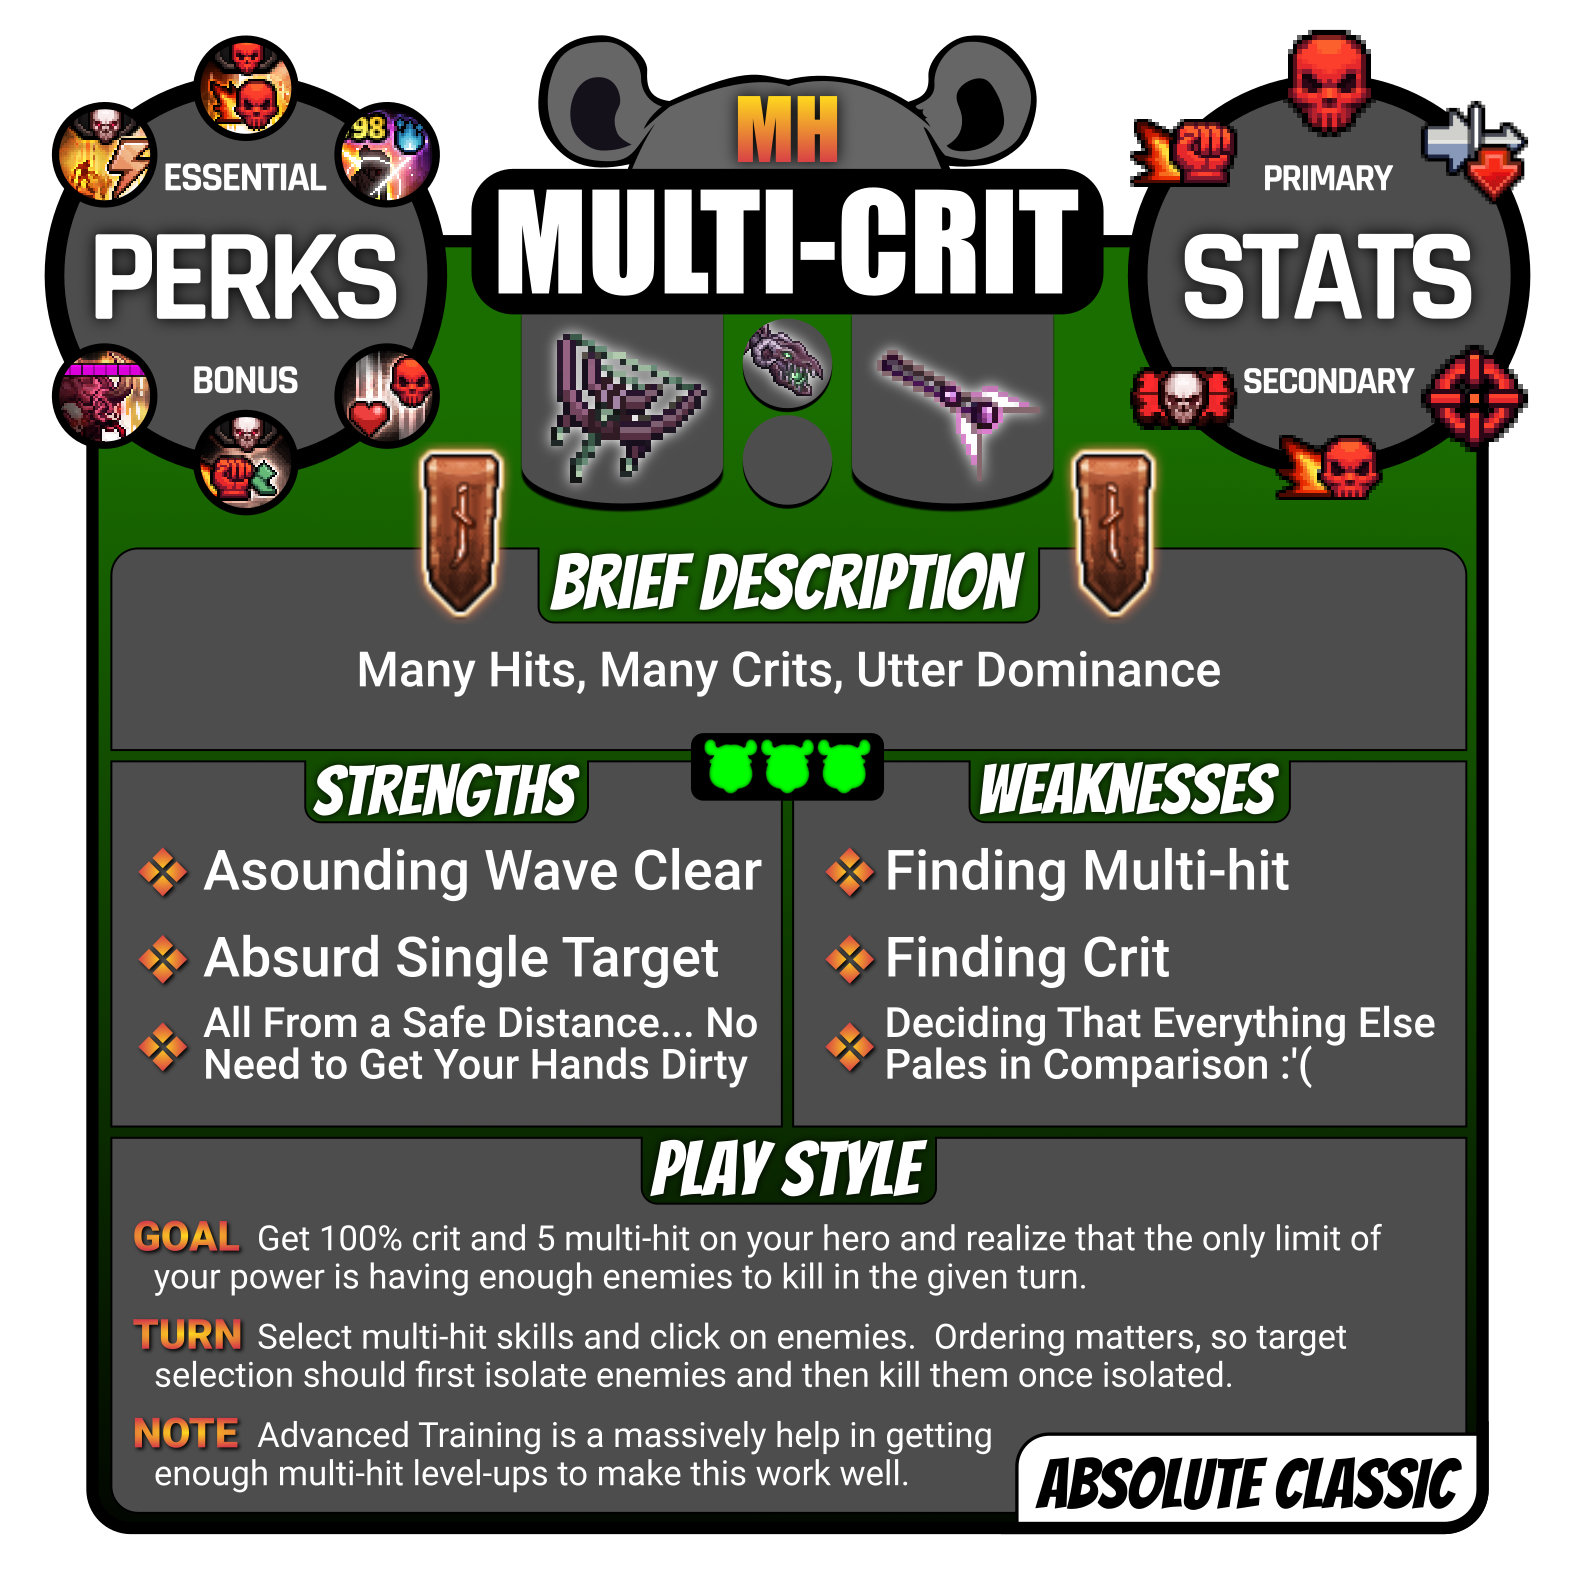 MH
MULTI-CRIT
ESSENTIAL
PERKS
BONUS
98
PRIMARY
STATS
SECONDARY
BRIEF DESCRIPTION
Many Hits, Many Crits, Utter Dominance
STRENGTHS
Asounding Wave Clear
Absurd Single Target
All From a Safe Distance... No
Need to Get Your Hands Dirty
WEAKNESSES
Finding Multi-hit
Finding Crit
Deciding That Everything Else
Pales in Comparison :'(
PLAY STYLE
GOAL Get 100% crit and 5 multi-hit on your hero and realize that the only limit of
your power is having enough enemies to kill in the given turn.
TURN Select multi-hit skills and click on enemies.  Ordering matters, so target
selection should first isolate enemies and then kill them once isolated.
NOTE Advanced Training is a massively help in getting
enough multi-hit level-ups to make this work well.
ABSOLUTE CLASSIC